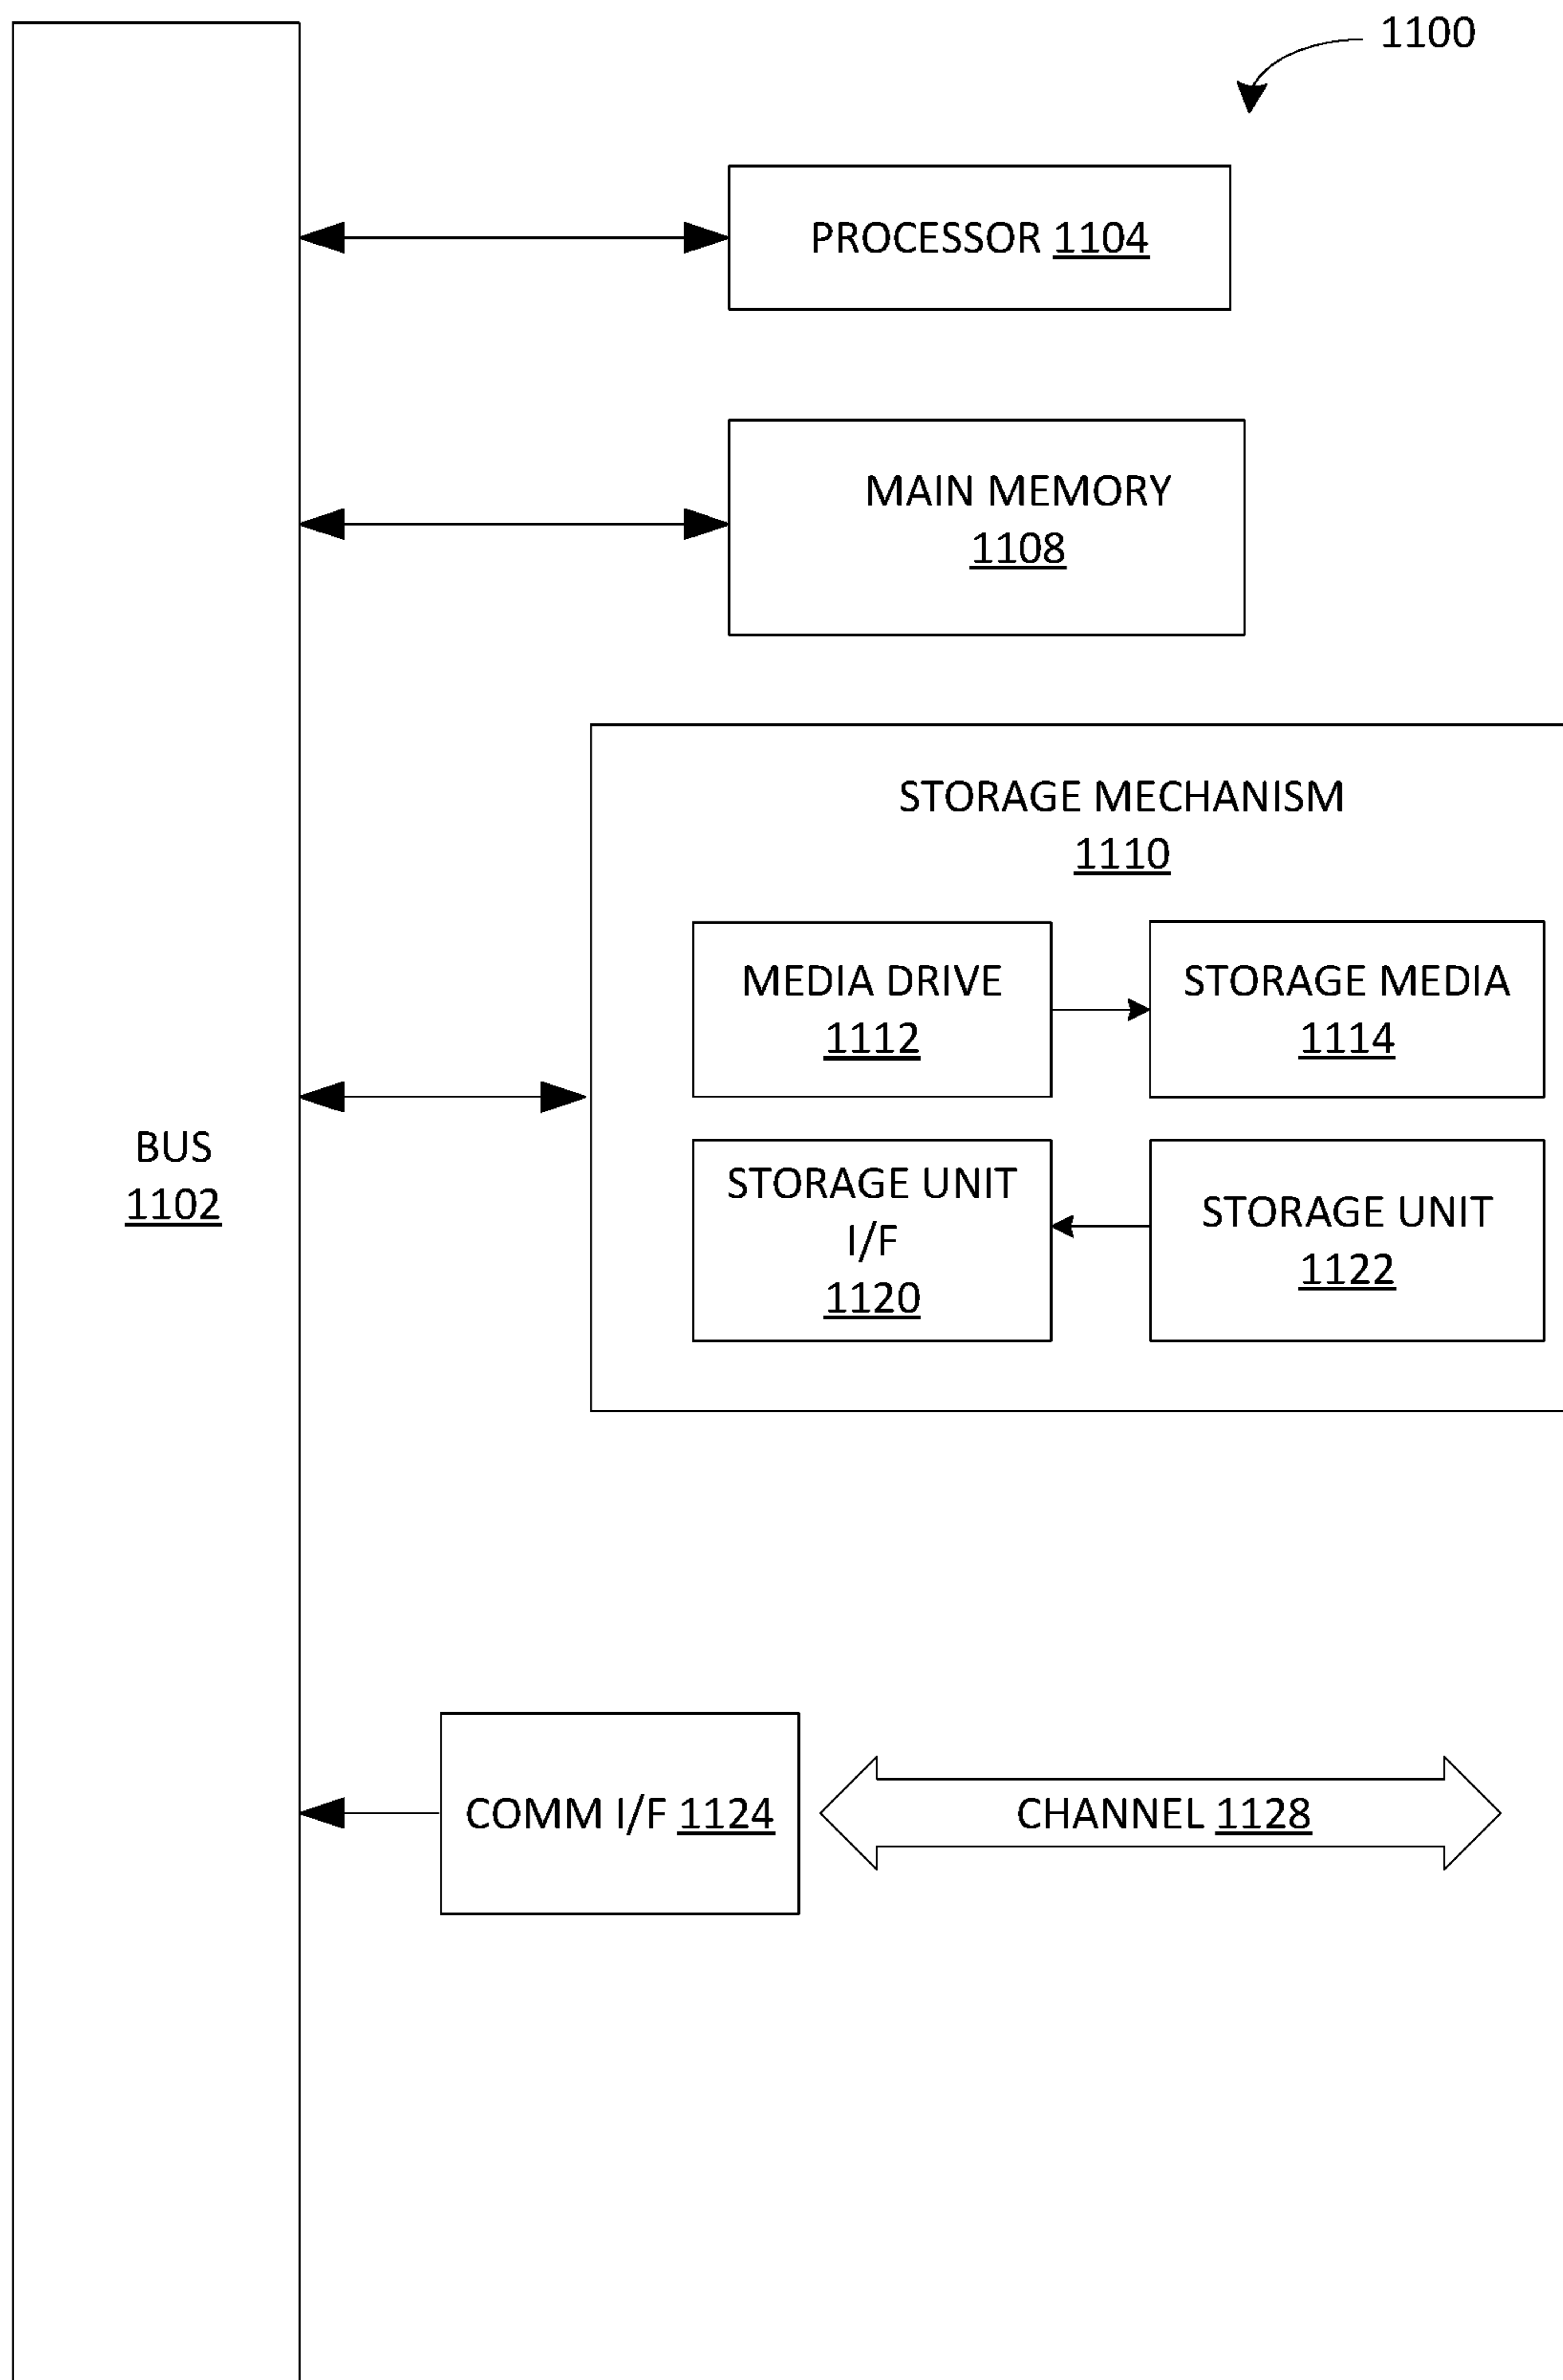 1100
PROCESSOR 1104
MAIN MEMORY
1108
STORAGE MECHANISM
1110
MEDIA DRIVE
1112
STORAGE MEDIA
1114
BUS
1102
STORAGE UNIT
I/F
1120
STORAGE UNIT
1122
COMM I/F 1124
CHANNEL 1128